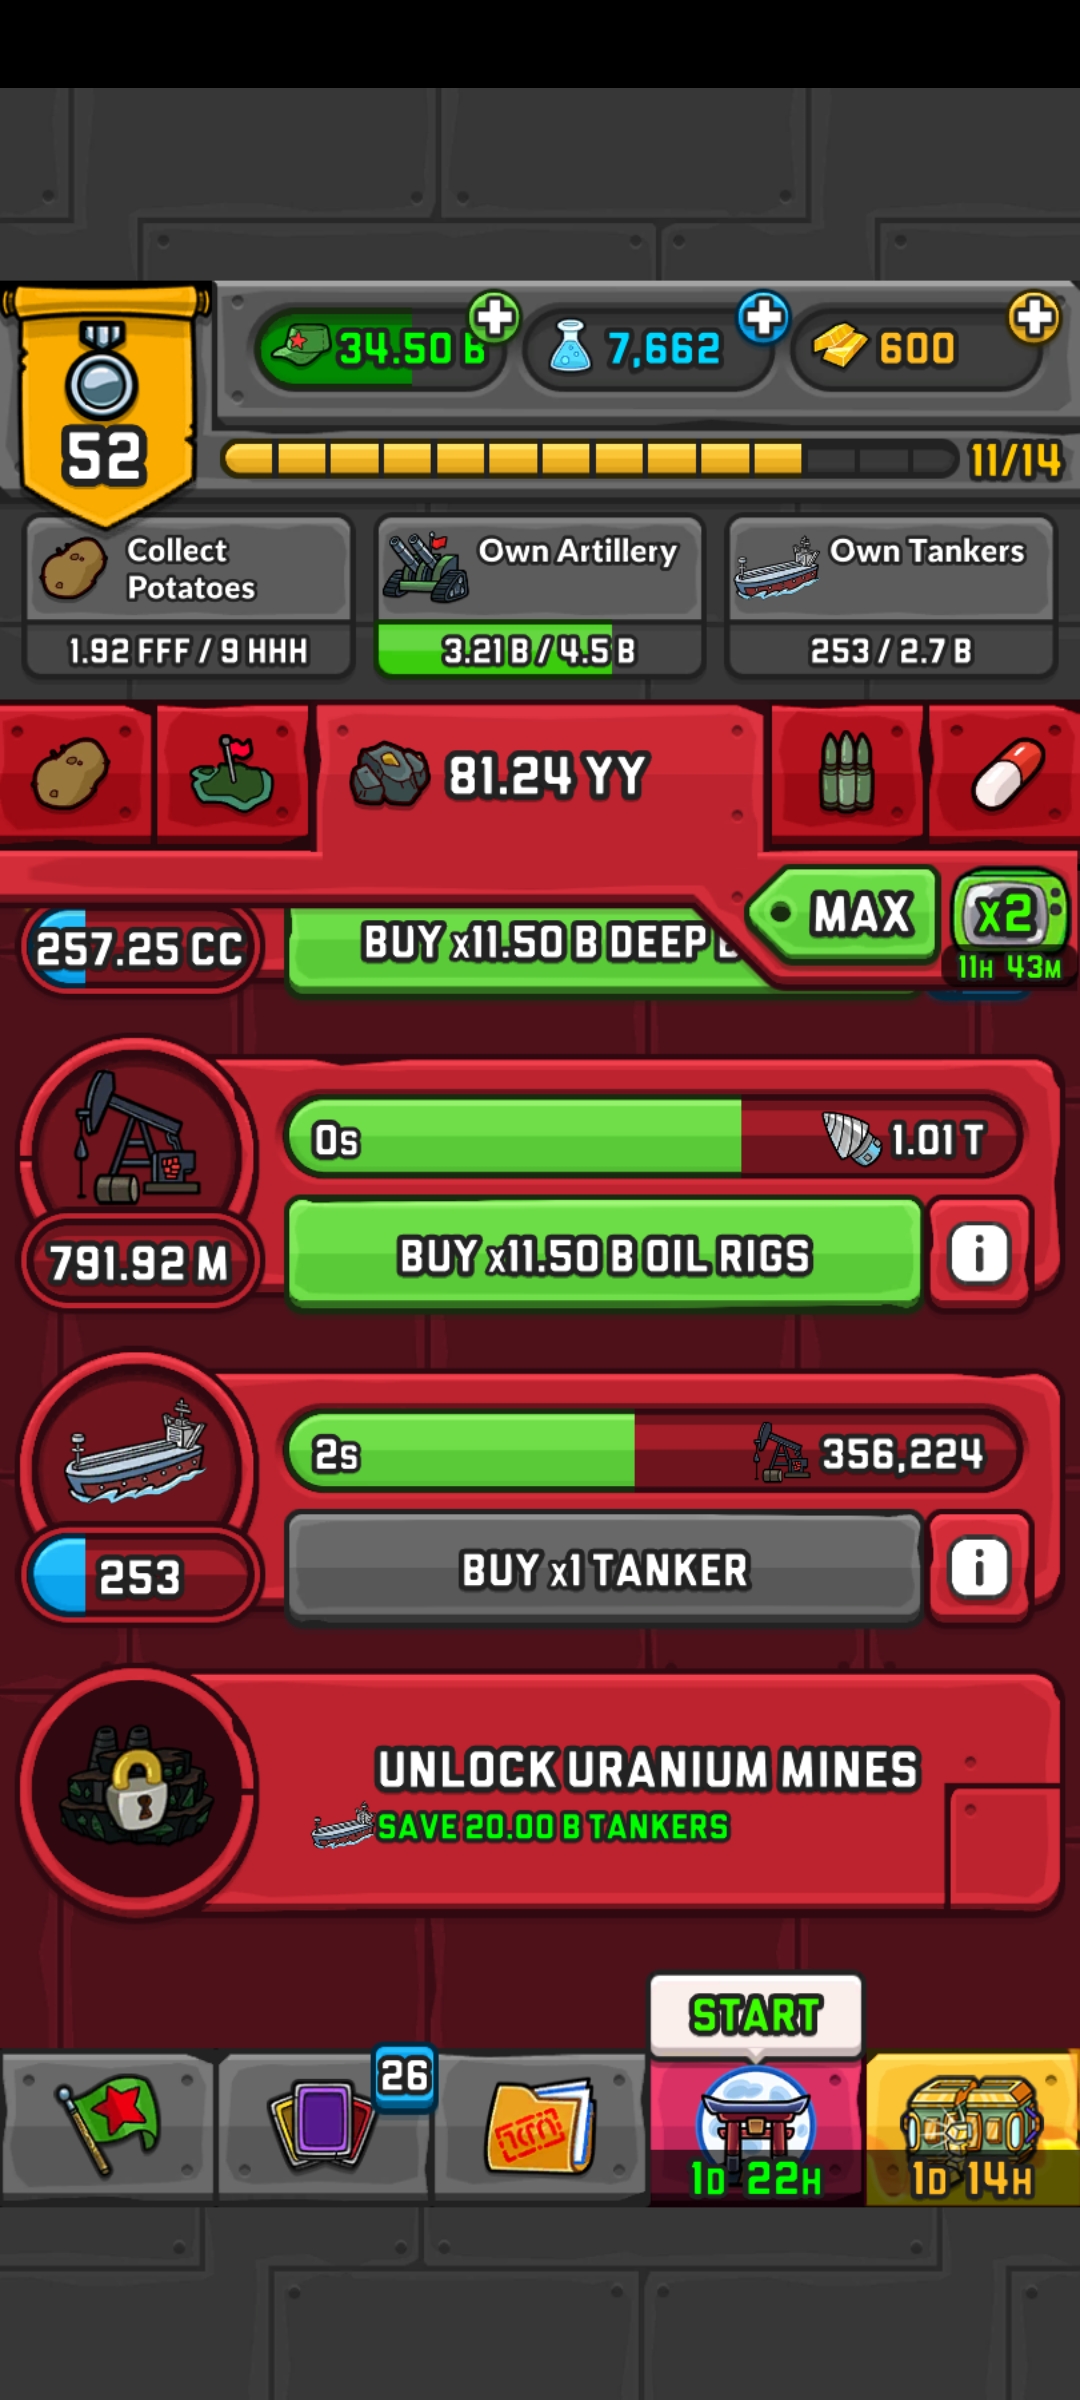 34.50 B
7,662
600
52
11/14
Collect
Potatoes
Own Artillery
Own Tankers
1.92 FFF / 9 HHH
3.21 B / 4.5 B
253 / 2.7 B
81.24 YY
MAX
x2
11H 43M
257.25 CC
BUY x11.50 B DEEP
0s
1.01 T
791.92 M
BUY x11.50 B OIL RIGS
i
2s
356,224
253
BUY x1 TANKER
i
UNLOCK URANIUM MINES
SAVE 20.00 B TANKERS
START
26
1D 22H
1D 14H